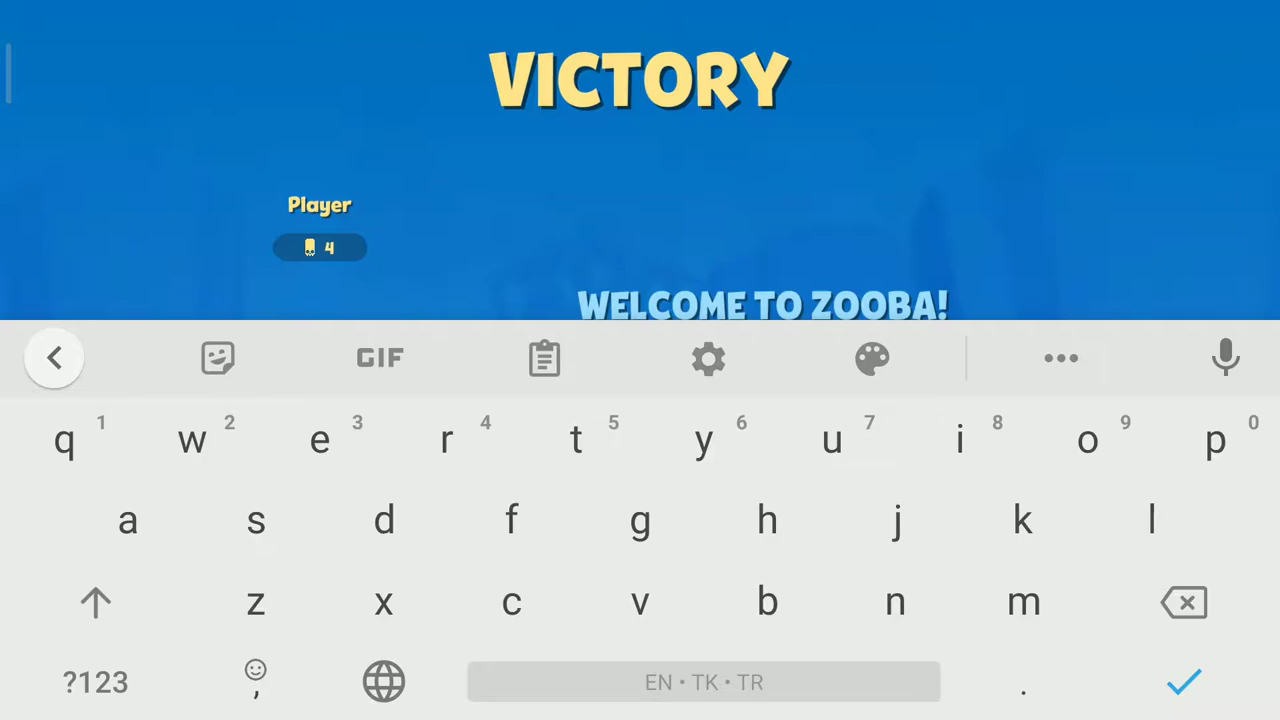 VICTORY
Player
4
WELCOME TO ZOOBA!
GIF
q 1 w 2 e 3 r 4 t 5 y 6 u 7 i 8 o 9 p 0
a s d f g h j k l
z x c v b n m
?123 , EN • TK • TR .